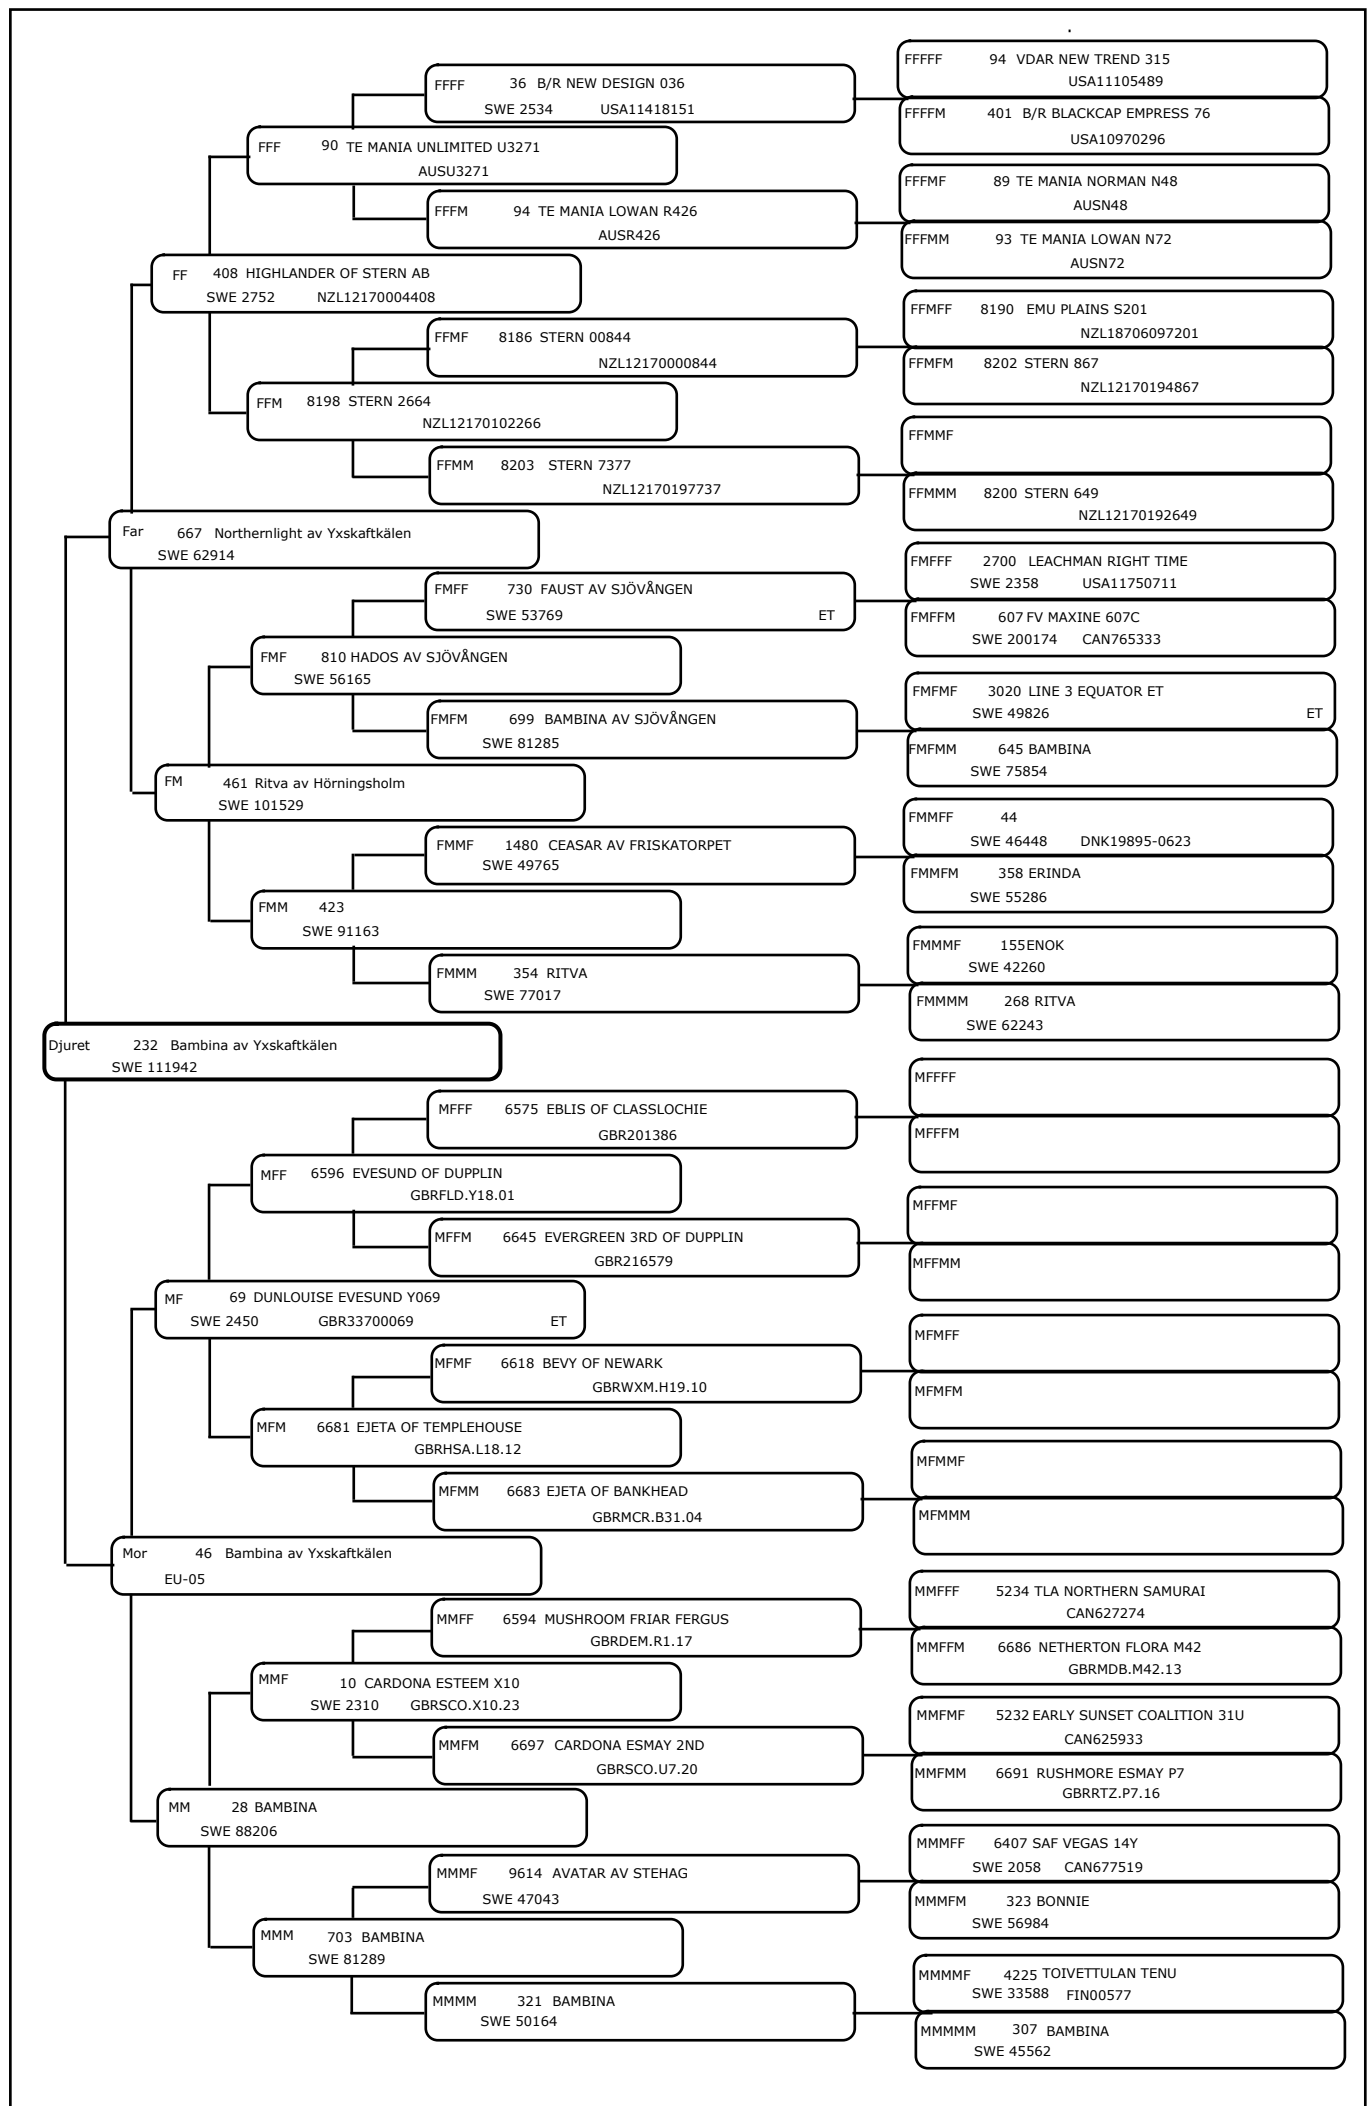 FFFFF 94 VDAR NEW TREND 315
USA11105489
FFFF 36 B/R NEW DESIGN 036
SWE 2534 USA11418151
FFFFM 401 B/R BLACKCAP EMPRESS 76
USA10970296
FFF 90 TE MANIA UNLIMITED U3271
AUSU3271
FFFMF 89 TE MANIA NORMAN N48
AUSN48
FFFM 94 TE MANIA LOWAN R426
AUSR426
FFFMM 93 TE MANIA LOWAN N72
AUSN72
FF 408 HIGHLANDER OF STERN AB
SWE 2752 NZL12170004408
FFMFF 8190 EMU PLAINS S201
NZL18706097201
FFMF 8186 STERN 00844
NZL12170000844
FFMFM 8202 STERN 867
NZL12170194867
FFM 8198 STERN 2664
NZL12170102266
FFMMF
FFMM 8203 STERN 7377
NZL12170197737
FFMMM 8200 STERN 649
NZL12170192649
Far 667 Northernlight av Yxskaftkälen
SWE 62914
FMFFF 2700 LEACHMAN RIGHT TIME
SWE 2358 USA11750711
FMFF 730 FAUST AV SJÖVÅNGEN
SWE 53769 ET
FMFFM 607 FV MAXINE 607C
SWE 200174 CAN765333
FMF 810 HADOS AV SJÖVÅNGEN
SWE 56165
FMFMF 3020 LINE 3 EQUATOR ET
SWE 49826 ET
FMFM 699 BAMBINA AV SJÖVÅNGEN
SWE 81285
FMFMM 645 BAMBINA
SWE 75854
FM 461 Ritva av Hörningsholm
SWE 101529
FMMFF 44
SWE 46448 DNK19895-0623
FMMF 1480 CEASAR AV FRISKATORPET
SWE 49765
FMMFM 358 ERINDA
SWE 55286
FMM 423
SWE 91163
FMMMF 155ENOK
SWE 42260
FMMM 354 RITVA
SWE 77017
FMMMM 268 RITVA
SWE 62243
Djuret 232 Bambina av Yxskaftkälen
SWE 111942
MFFFF
MFFF 6575 EBLIS OF CLASSLOCHIE
GBR201386
MFFFM
MFF 6596 EVESUND OF DUPPLIN
GBRFLD.Y18.01
MFFMF
MFFM 6645 EVERGREEN 3RD OF DUPPLIN
GBR216579
MFFMM
MF 69 DUNLOUISE EVESUND Y069
SWE 2450 GBR33700069 ET
MFMFF
MFMF 6618 BEVY OF NEWARK
GBRWXM.H19.10
MFMFM
MFM 6681 EJETA OF TEMPLEHOUSE
GBRHSA.L18.12
MFMMF
MFMM 6683 EJETA OF BANKHEAD
GBRMCR.B31.04
MFMMM
Mor 46 Bambina av Yxskaftkälen
EU-05
MMFFF 5234 TLA NORTHERN SAMURAI
CAN627274
MMFF 6594 MUSHROOM FRIAR FERGUS
GBRDEM.R1.17
MMFFM 6686 NETHERTON FLORA M42
GBRMDB.M42.13
MMF 10 CARDONA ESTEEM X10
SWE 2310 GBRSCO.X10.23
MMFMF 5232 EARLY SUNSET COALITION 31U
CAN625933
MMFM 6697 CARDONA ESMAY 2ND
GBRSCO.U7.20
MMFMM 6691 RUSHMORE ESMAY P7
GBRRTZ.P7.16
MM 28 BAMBINA
SWE 88206
MMMFF 6407 SAF VEGAS 14Y
SWE 2058 CAN677519
MMMF 9614 AVATAR AV STEHAG
SWE 47043
MMMFM 323 BONNIE
SWE 56984
MMM 703 BAMBINA
SWE 81289
MMMMF 4225 TOIVETTULAN TENU
SWE 33588 FIN00577
MMMM 321 BAMBINA
SWE 50164
MMMMM 307 BAMBINA
SWE 45562